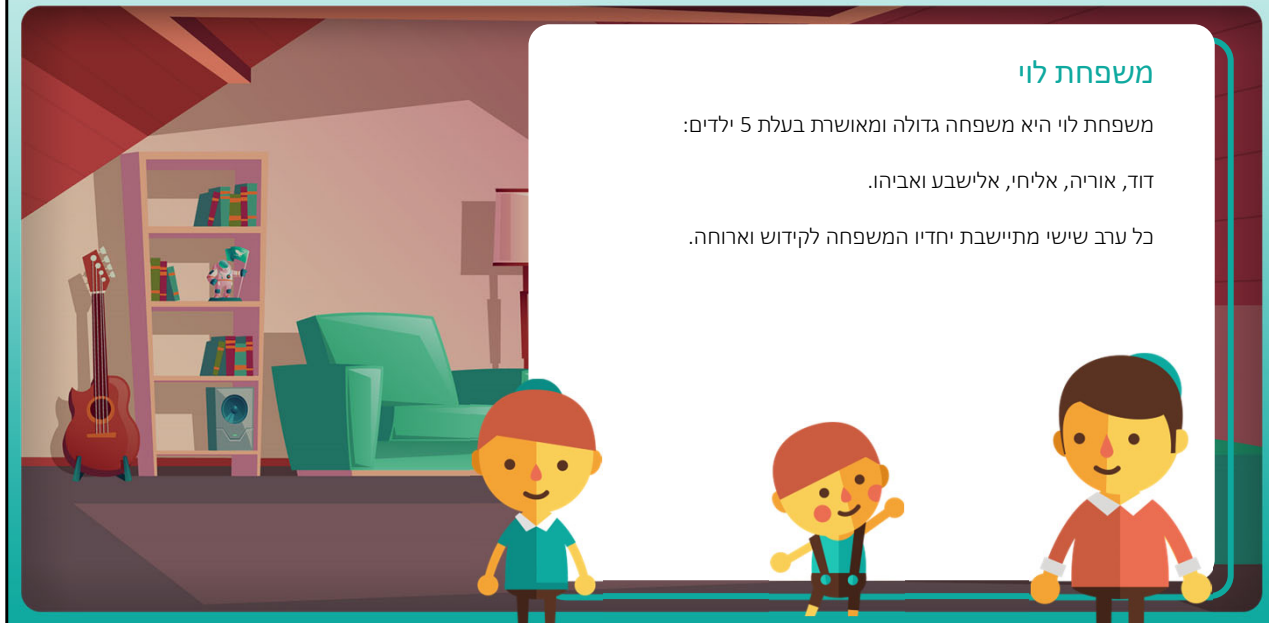 משפחת לוי
משפחת לוי היא משפחה גדולה ומאושרת בעלת 5 ילדים:
דוד, אוריה, אליחי, אלישבע ואביהו.
כל ערב שישי מתיישבת יחדיו המשפחה לקידוש וארוחה.